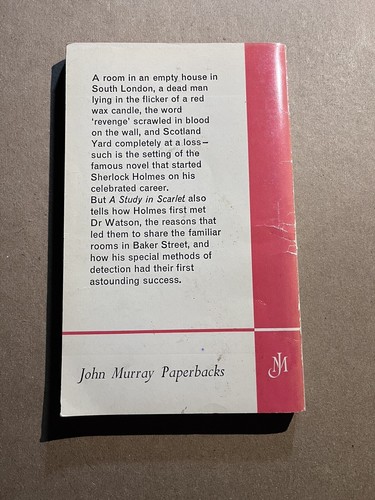 A room in an empty house in
South London, a dead man
lying in the flicker of a red
wax candle, the word
‘revenge’ scrawled in blood
on the wall, and Scotland
Yard completely at a loss—
such is the setting of the
famous novel that started
Sherlock Holmes on his
celebrated career.
But A Study in Scarlet also
tells how Holmes first met
Dr Watson, the reasons that
led them to share the familiar
rooms in Baker Street, and
how his special methods of
detection had their first
astounding success.
John Murray Paperbacks
JM